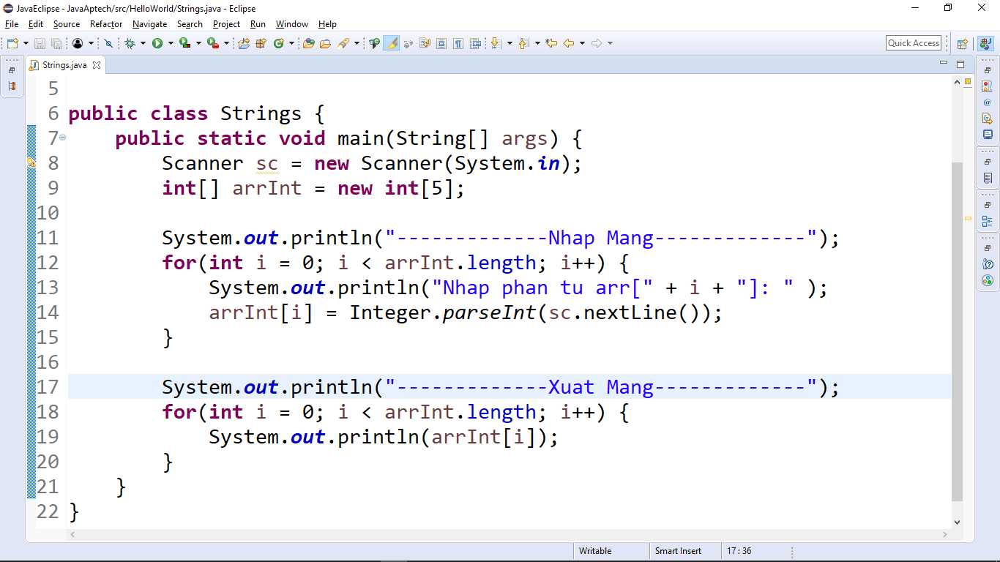 JavaEclipse - JavaAptech/src/HelloWorld/Strings.java - Eclipse
File Edit Source Refactor Navigate Search Project Run Window Help
Quick Access
Strings.java
5
6 public class Strings {
7     public static void main(String[] args) {
8         Scanner sc = new Scanner(System.in);
9         int[] arrInt = new int[5];
10
11         System.out.println("-------------Nhap Mang-------------");
12         for(int i = 0; i < arrInt.length; i++) {
13             System.out.println("Nhap phan tu arr[" + i + "]: " );
14             arrInt[i] = Integer.parseInt(sc.nextLine());
15         }
16
17         System.out.println("-------------Xuat Mang-------------");
18         for(int i = 0; i < arrInt.length; i++) {
19             System.out.println(arrInt[i]);
20         }
21     }
22 }
Writable Smart Insert 17 : 36